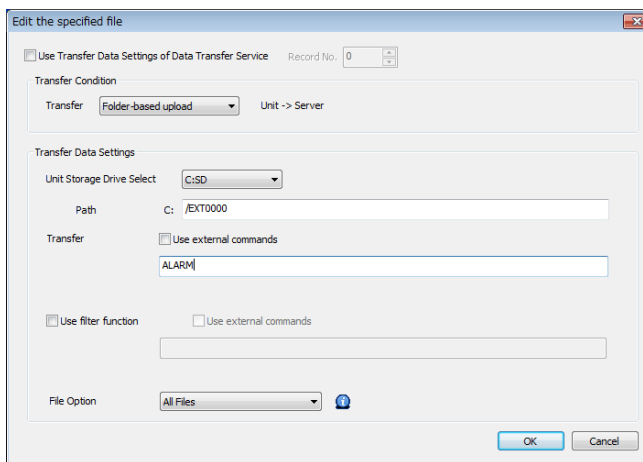 Edit the specified file
Use Transfer Data Settings of Data Transfer Service Record No. 0
Transfer Condition
Transfer Folder-based upload Unit -> Server
Transfer Data Settings
Unit Storage Drive Select C:SD
Path C: /EXT0000
Transfer Use external commands
ALARM
Use filter function Use external commands
File Option All Files
OK Cancel